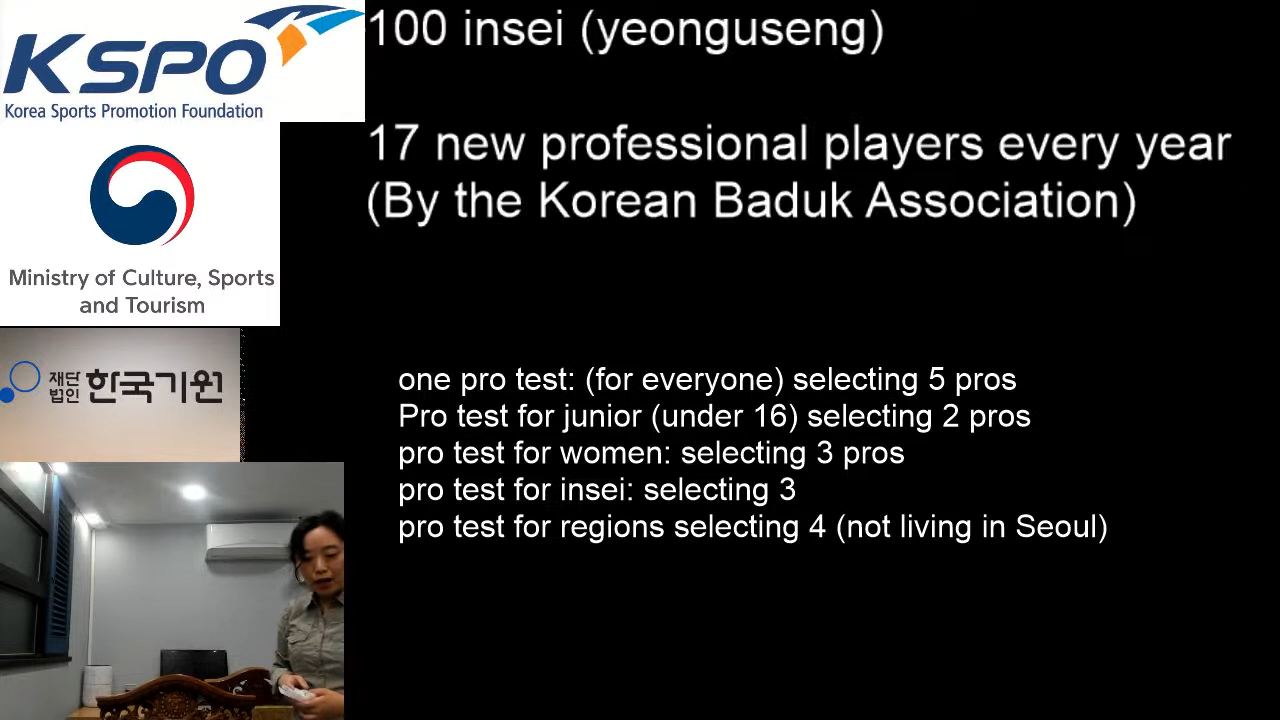 KSPO
Korea Sports Promotion Foundation
Ministry of Culture, Sports
and Tourism
재단
법인 한국기원
100 insei (yeonguseng)
17 new professional players every year
(By the Korean Baduk Association)
one pro test: (for everyone) selecting 5 pros
Pro test for junior (under 16) selecting 2 pros
pro test for women: selecting 3 pros
pro test for insei: selecting 3
pro test for regions selecting 4 (not living in Seoul)